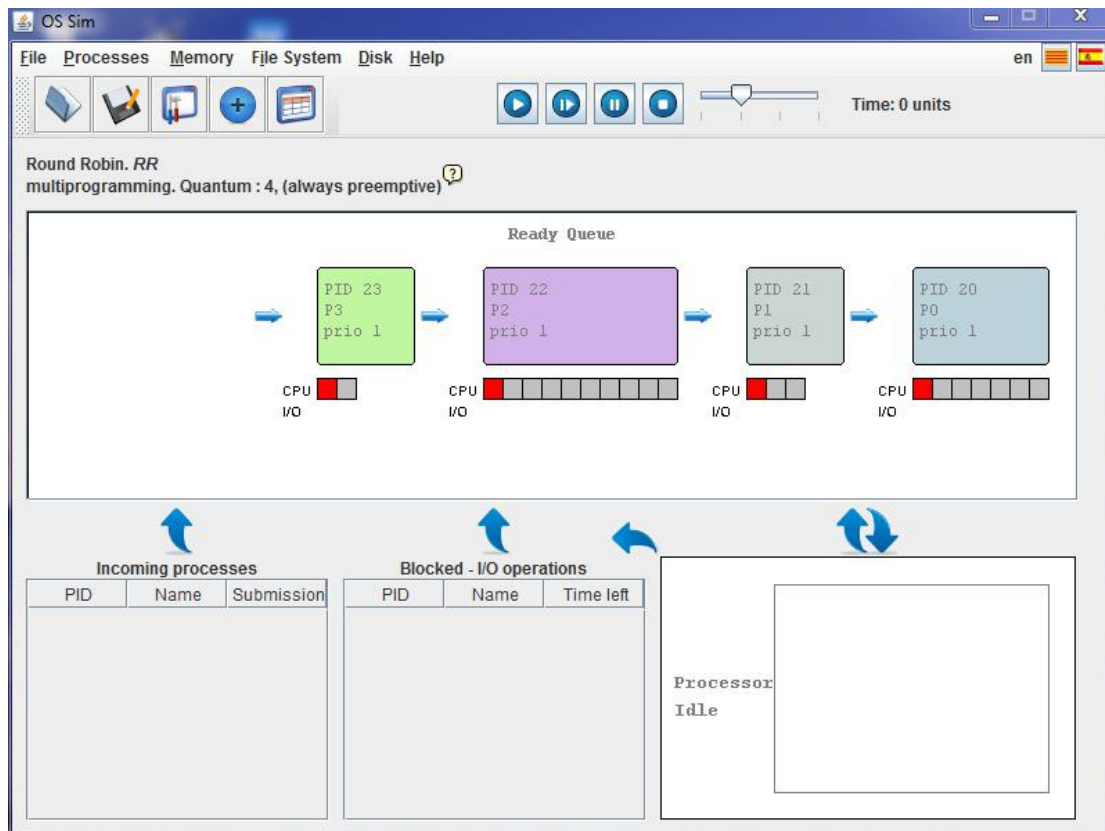 OS Sim
File Processes Memory File System Disk Help
en
Time: 0 units
Round Robin. RR
multiprogramming. Quantum : 4, (always preemptive)
?
Ready Queue
PID 23
P3
prio 1
CPU
I/O
PID 22
P2
prio 1
CPU
I/O
PID 21
P1
prio 1
CPU
I/O
PID 20
P0
prio 1
CPU
I/O
Incoming processes
PID Name Submission
Blocked - I/O operations
PID Name Time left
Processor
Idle